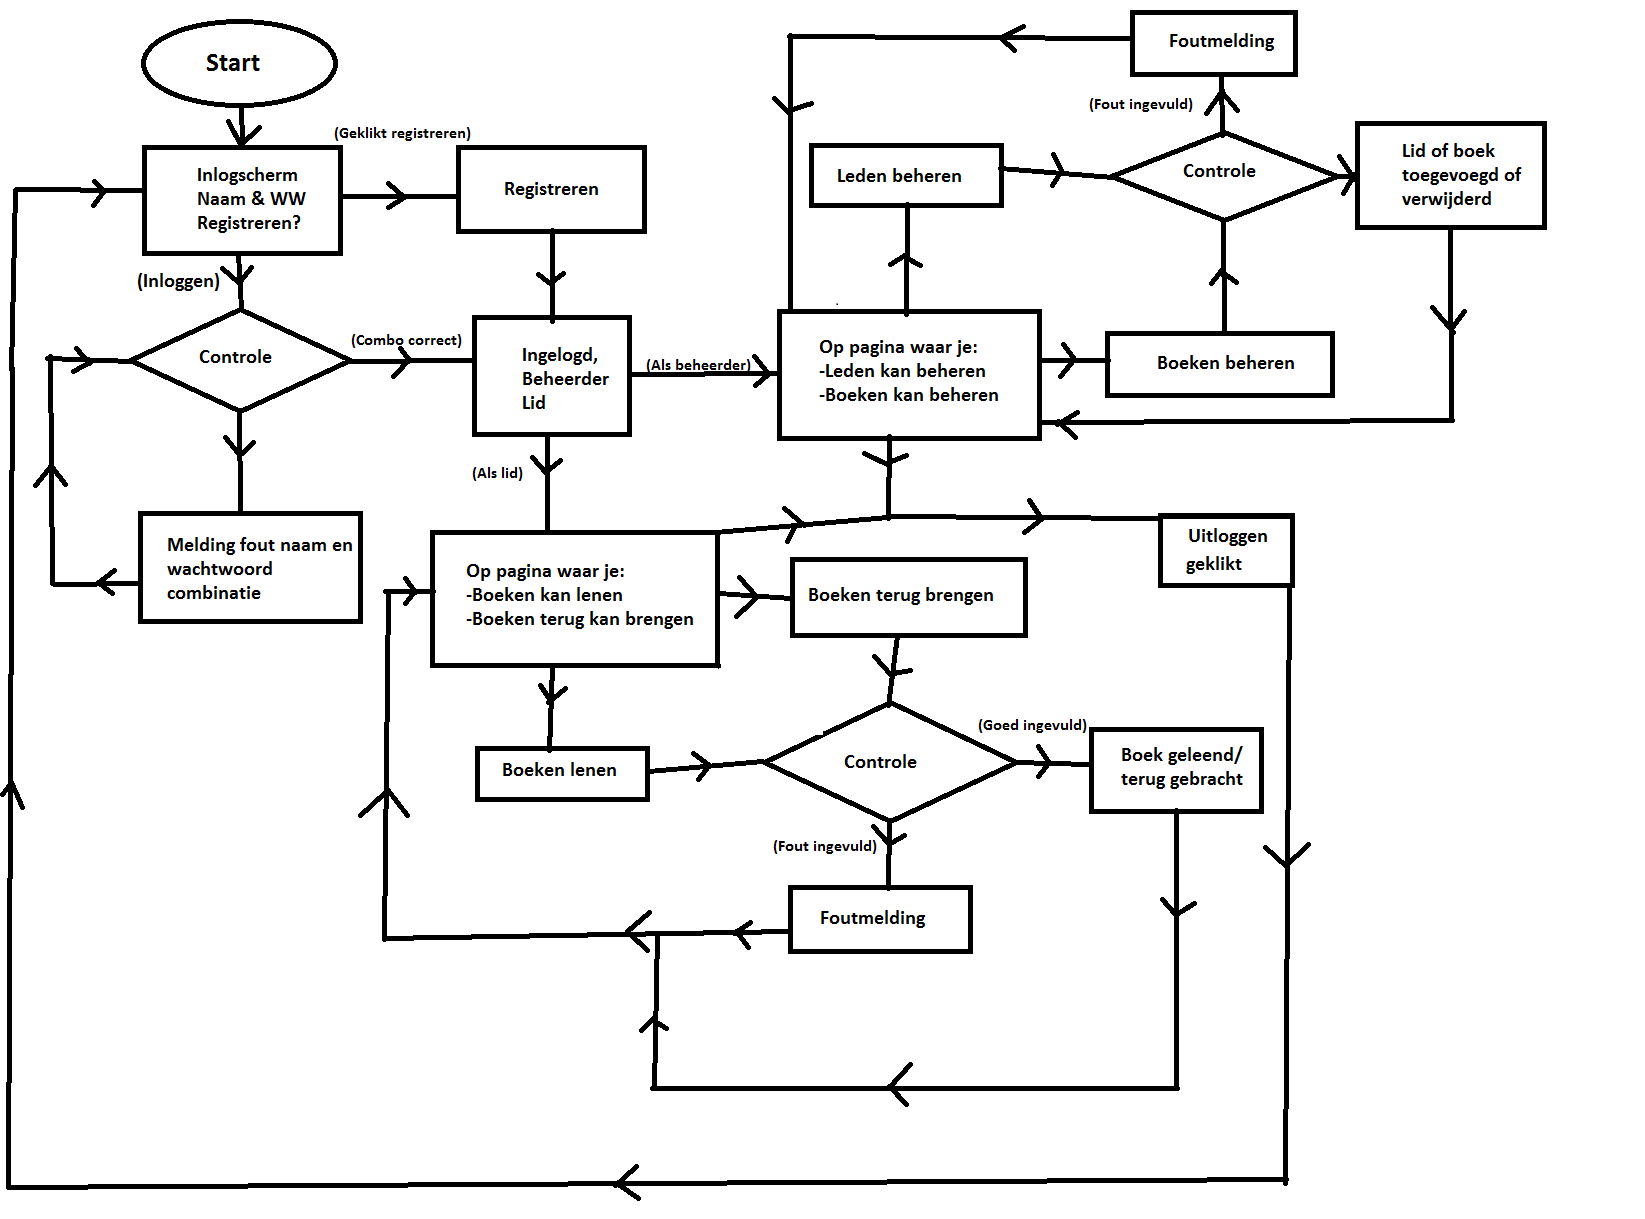 Start
Foutmelding
(Fout ingevuld)
(Geklikt registreren)
Inlogscherm
Naam & WW
Registreren?
Registreren
Leden beheren
Controle
Lid of boek
toegevoegd of
verwijderd
(Inloggen)
Controle
(Combo correct)
Ingelogd,
Beheerder
Lid
(Als beheerder)
Op pagina waar je:
-Leden kan beheren
-Boeken kan beheren
Boeken beheren
(Als lid)
Melding fout naam en
wachtwoord
combinatie
Op pagina waar je:
-Boeken kan lenen
-Boeken terug kan brengen
Boeken terug brengen
Uitloggen
geklikt
(Goed ingevuld)
Boeken lenen
Controle
Boek geleend/
terug gebracht
(Fout ingevuld)
Foutmelding